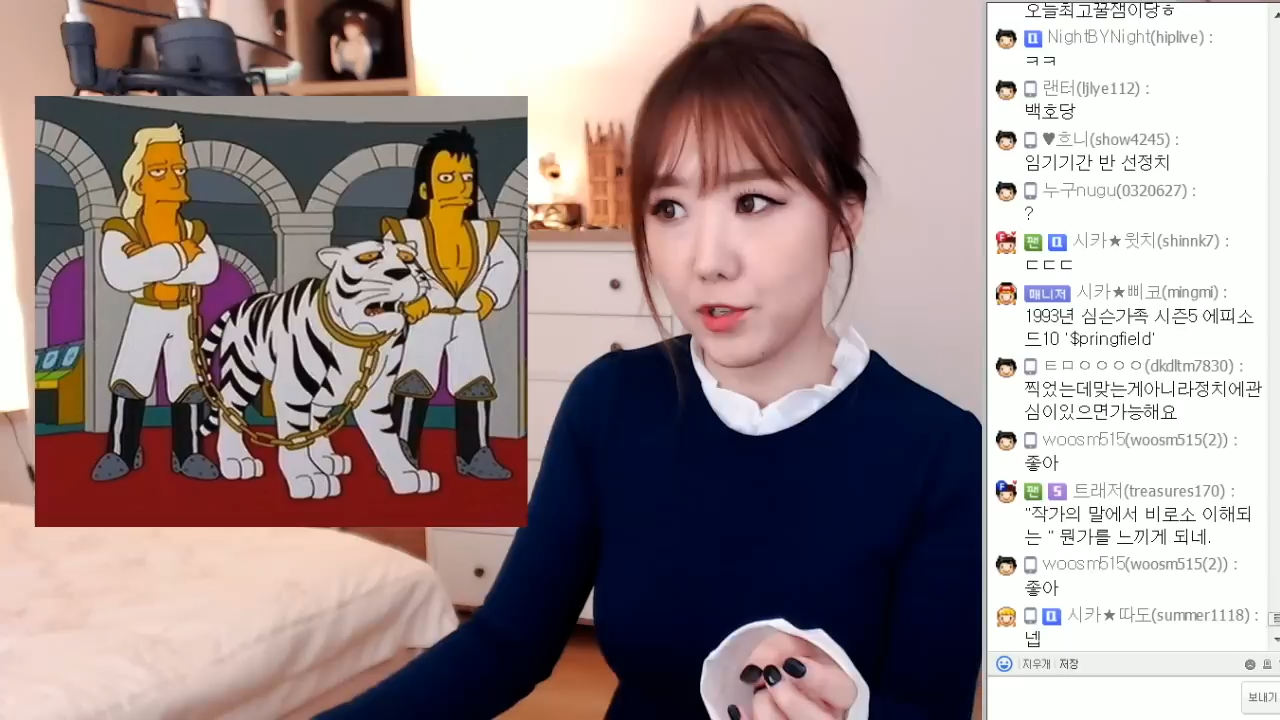 오늘최고꿀잼이당ㅎ
NightBYNight(hiplive) :
ㅋㅋ
랜터(ljlye112) :
백호당
♥흐니(show4245) :
임기기간 반 선정치
누구nugu(0320627) :
?
팬 시카★윗치(shinnk7) :
ㄷㄷㄷ
매니저 시카★삐코(mingmi) :
1993년 심슨가족 시즌5 에피소
드10 '$pringfield'
ㅌㅁㅇㅇㅇㅇ(dkdltm7830) :
찍었는데맞는게아니라정치에관
심이있으면가능해요
woosm515(woosm515(2)) :
좋아
팬 S 트래저(treasures170) :
"작가의 말에서 비로소 이해되
는 " 뭔가를 느끼게 되네.
woosm515(woosm515(2)) :
좋아
시카★따도(summer1118) :
넵
지우개 저장
보내기